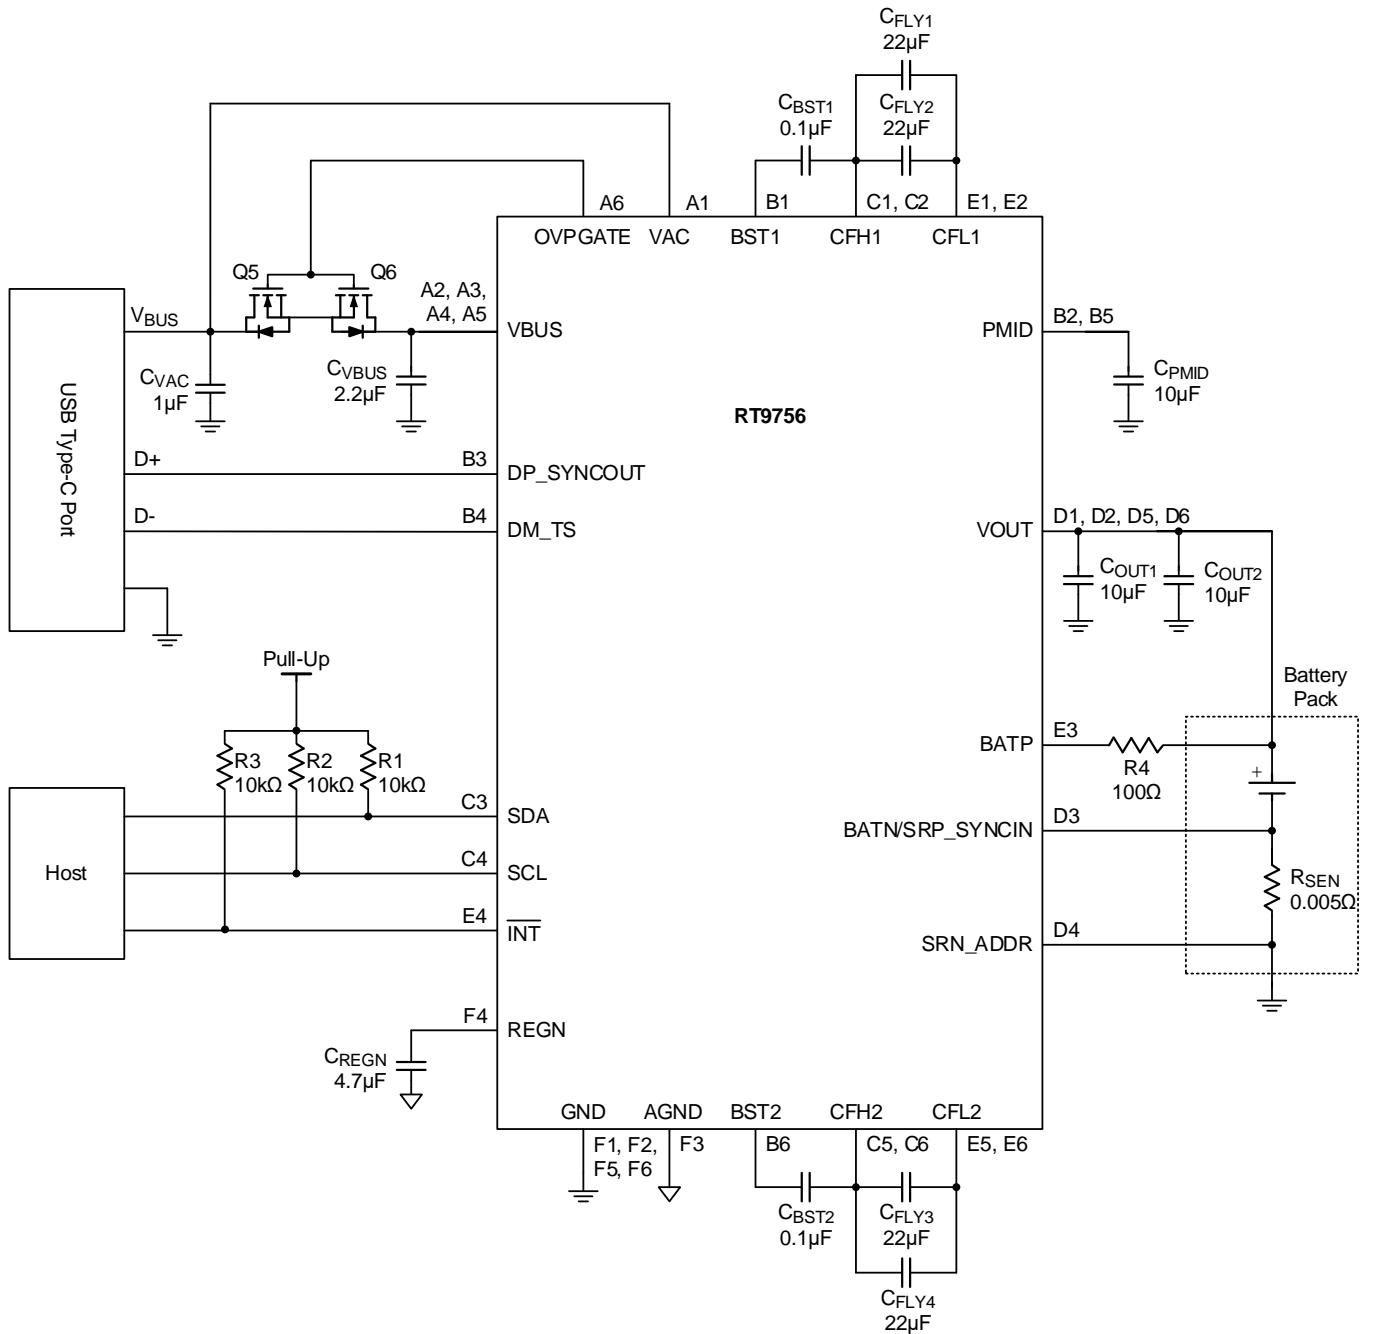 CFLY1
22µF
CBST1
0.1µF
CFLY2
22µF
A6
A1
B1
C1, C2
E1, E2
OVPGATE
VAC
BST1
CFH1
CFL1
Q5
Q6
A2, A3,
A4, A5
VBUS
VBUS
PMID
B2, B5
CVAC
1µF
CVBUS
2.2µF
CPMID
10µF
RT9756
USB Type-C Port
D+
B3
DP_SYNCOUT
D-
B4
DM_TS
VOUT
D1, D2, D5, D6
COUT1
10µF
COUT2
10µF
Pull-Up
Battery
Pack
R3
10kΩ
R2
10kΩ
R1
10kΩ
BATP
E3
R4
100Ω
+
Host
C3
SDA
BATN/SRP_SYNCIN
D3
C4
SCL
RSEN
0.005Ω
E4
INT
SRN_ADDR
D4
F4
REGN
CREGN
4.7µF
GND
AGND
BST2
CFH2
CFL2
F1, F2,
F5, F6
F3
B6
C5, C6
E5, E6
CBST2
0.1µF
CFLY3
22µF
CFLY4
22µF